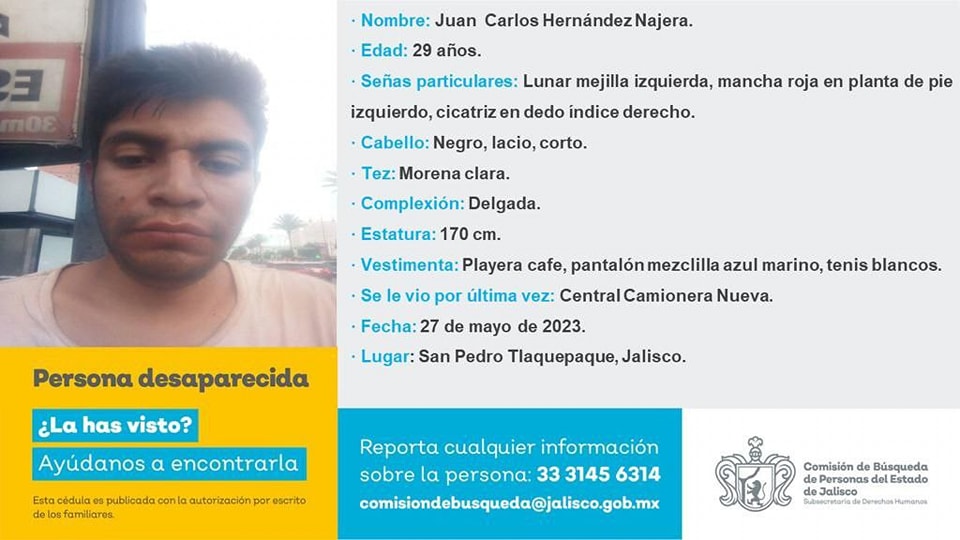 · Nombre: Juan Carlos Hernández Najera.
· Edad: 29 años.
· Señas particulares: Lunar mejilla izquierda, mancha roja en planta de pie
izquierdo, cicatriz en dedo índice derecho.
· Cabello: Negro, lacio, corto.
· Tez: Morena clara.
· Complexión: Delgada.
· Estatura: 170 cm.
· Vestimenta: Playera cafe, pantalón mezclilla azul marino, tenis blancos.
· Se le vio por última vez: Central Camionera Nueva.
· Fecha: 27 de mayo de 2023.
· Lugar: San Pedro Tlaquepaque, Jalisco.
Persona desaparecida
¿La has visto?
Ayúdanos a encontrarla
Esta cédula es publicada con la autorización por escrito
de los familiares.
Reporta cualquier información
sobre la persona: 33 3145 6314
comisiondebusqueda@jalisco.gob.mx
Comisión de Búsqueda
de Personas del Estado
de Jalisco
Subsecretaría de Derechos Humanos